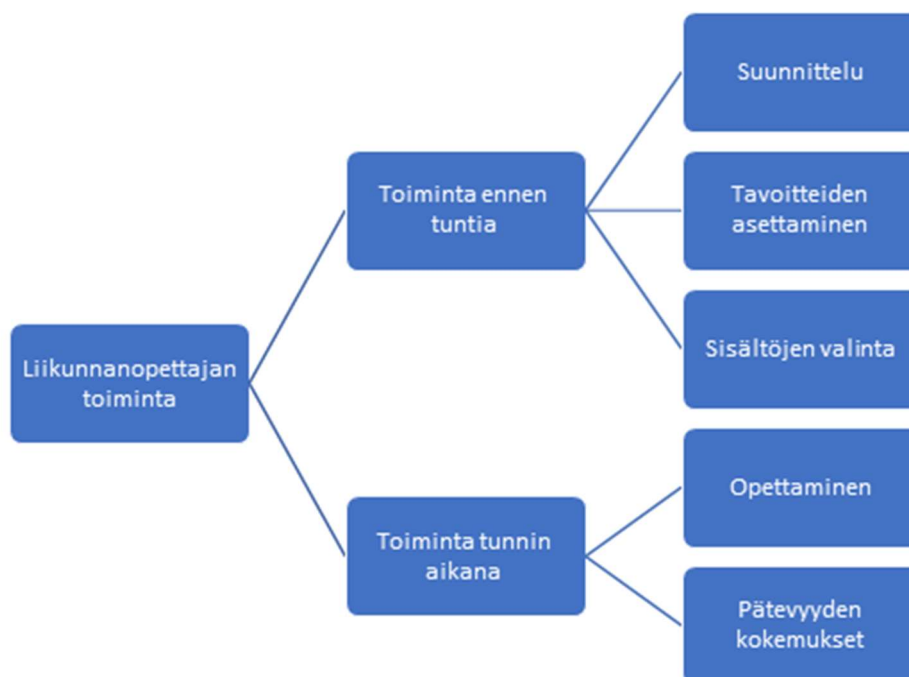 Liikunnanopettajan
toiminta
Toiminta ennen
tuntia
Suunnittelu
Tavoitteiden
asettaminen
Sisältöjen valinta
Toiminta tunnin
aikana
Opettaminen
Pätevyyden
kokemukset